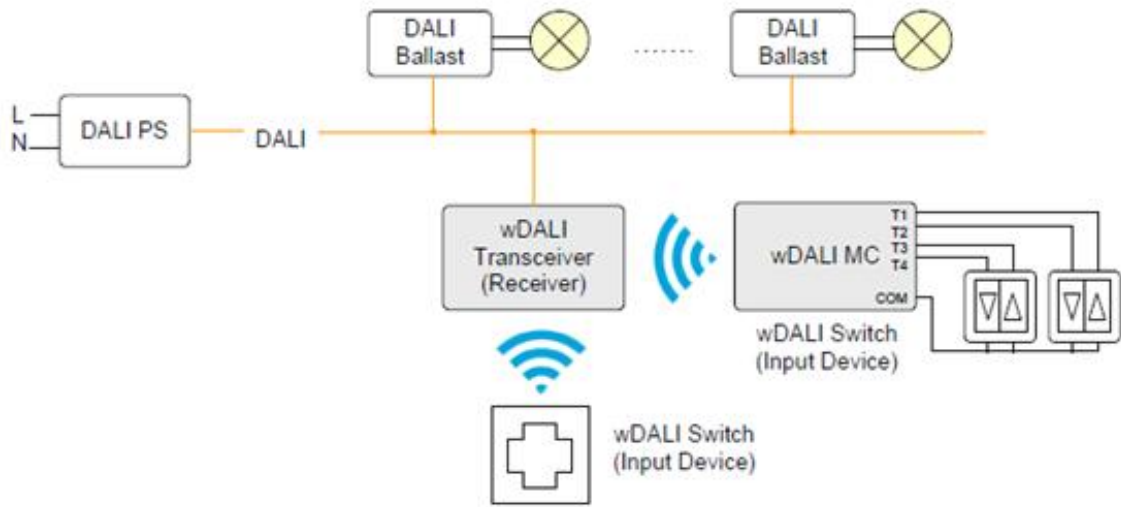 DALI
Ballast
DALI
Ballast
L
N
DALI PS
DALI
wDALI
Transceiver
(Receiver)
wDALI MC
T1
T2
T3
T4
COM
wDALI Switch
(Input Device)
wDALI Switch
(Input Device)